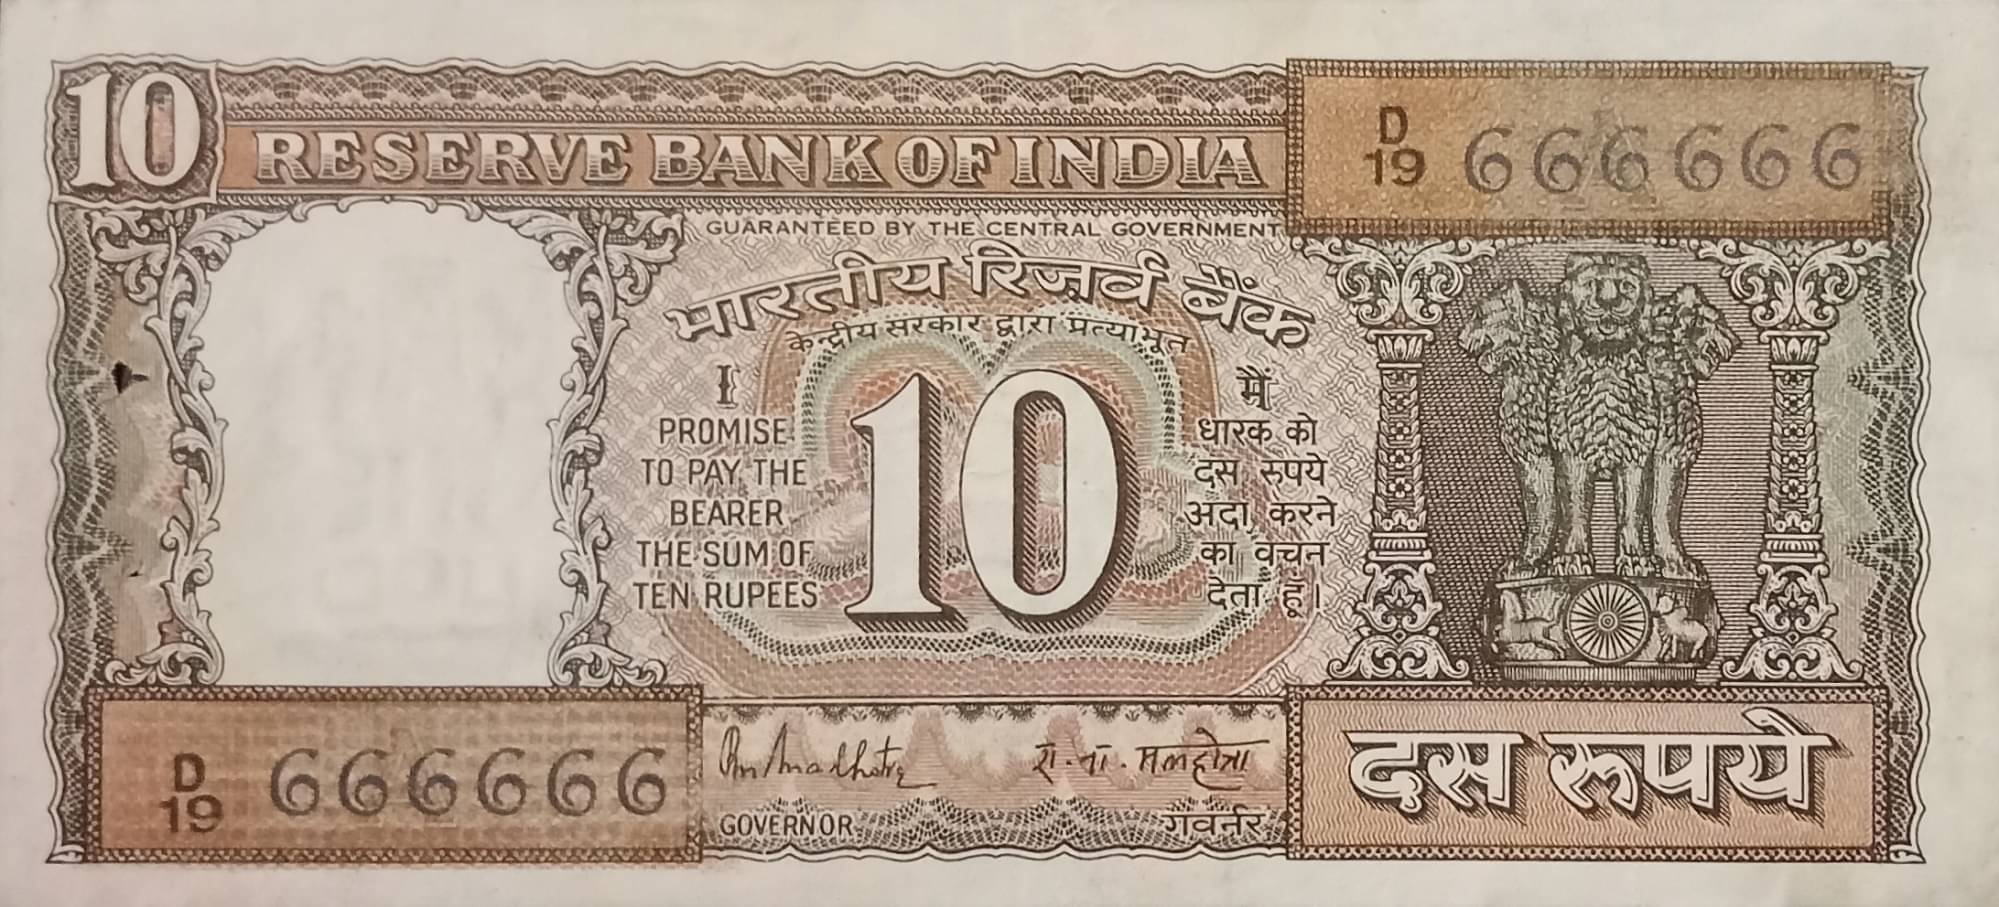 10
RESERVE BANK OF INDIA
D
19 666666
GUARANTEED BY THE CENTRAL GOVERNMENT
भारतीय रिज़र्व बैंक
केन्द्रीय सरकार द्वारा प्रत्याभूत
I
PROMISE
TO PAY THE
BEARER
THE SUM OF
TEN RUPEES
10
मैं
धारक को
दस रुपये
अदा करने
का वचन
देता हूँ।
D
19 666666
रा. ना. मल्होत्रा
GOVERNOR
गवर्नर
दस रूपये